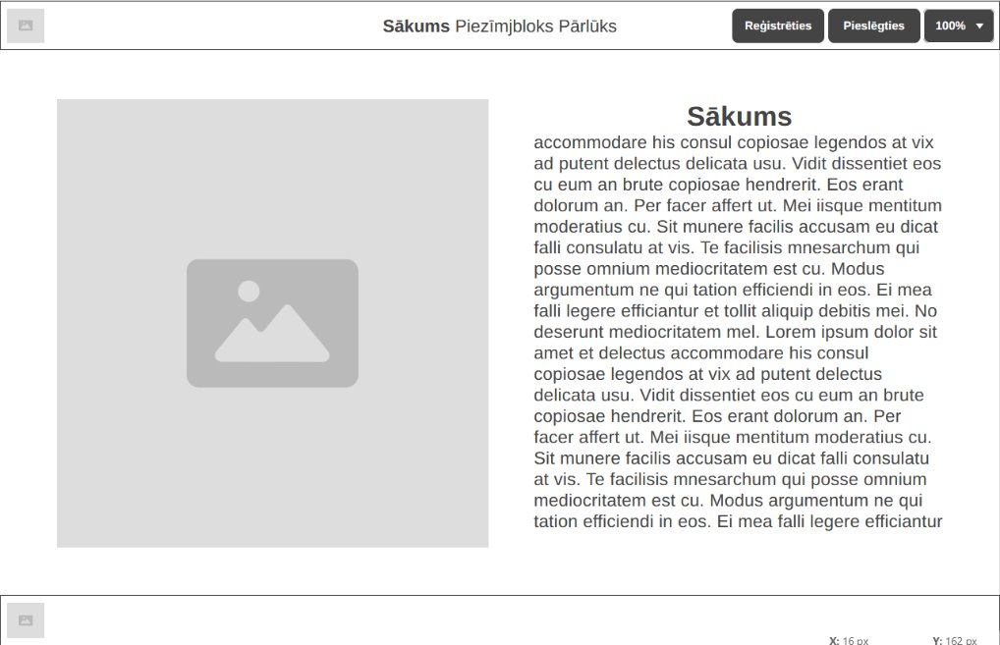 Sākums Piezīmjbloks Pārlūks
Reģistrēties
Pieslēgties
100%
Sākums
accommodare his consul copiosae legendos at vix
ad putent delectus delicata usu. Vidit dissentiet eos
cu eum an brute copiosae hendrerit. Eos erant
dolorum an. Per facer affert ut. Mei iisque mentitum
moderatius cu. Sit munere facilis accusam eu dicat
falli consulatu at vis. Te facilisis mnesarchum qui
posse omnium mediocritatem est cu. Modus
argumentum ne qui tation efficiendi in eos. Ei mea
falli legere efficiantur et tollit aliquip debitis mei. No
deserunt mediocritatem mel. Lorem ipsum dolor sit
amet et delectus accommodare his consul
copiosae legendos at vix ad putent delectus
delicata usu. Vidit dissentiet eos cu eum an brute
copiosae hendrerit. Eos erant dolorum an. Per
facer affert ut. Mei iisque mentitum moderatius cu.
Sit munere facilis accusam eu dicat falli consulatu
at vis. Te facilisis mnesarchum qui posse omnium
mediocritatem est cu. Modus argumentum ne qui
tation efficiendi in eos. Ei mea falli legere efficiantur
X: 16 px
Y: 162 px